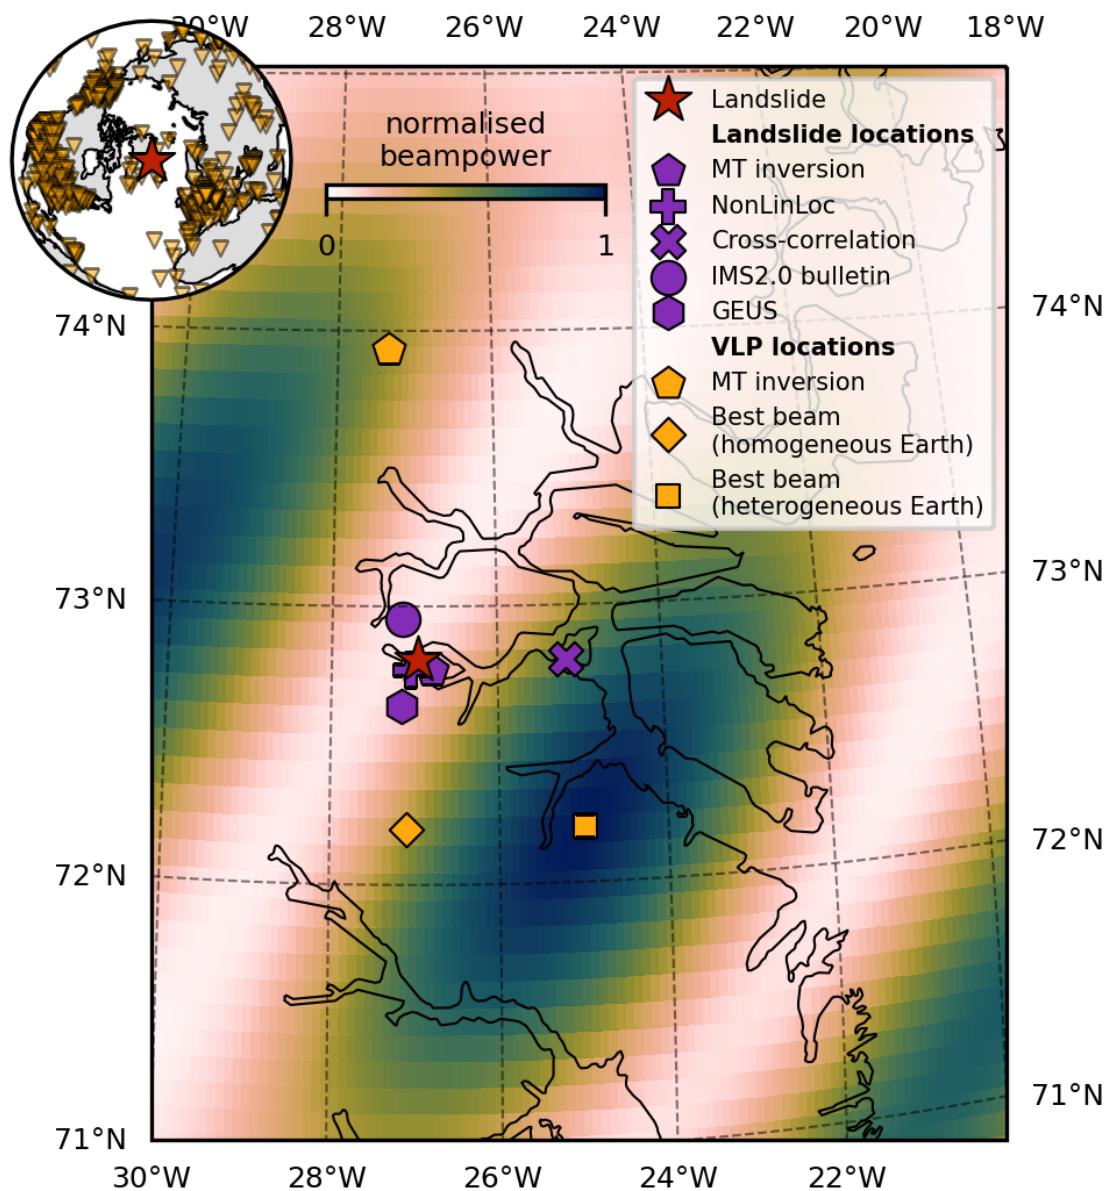 30°W 28°W 26°W 24°W 22°W 20°W 18°W
normalised
beampower
0 1
Landslide
Landslide locations
MT inversion
NonLinLoc
Cross-correlation
IMS2.0 bulletin
GEUS
VLP locations
MT inversion
Best beam
(homogeneous Earth)
Best beam
(heterogeneous Earth)
74°N 74°N
73°N 73°N
72°N 72°N
71°N 71°N
30°W 28°W 26°W 24°W 22°W